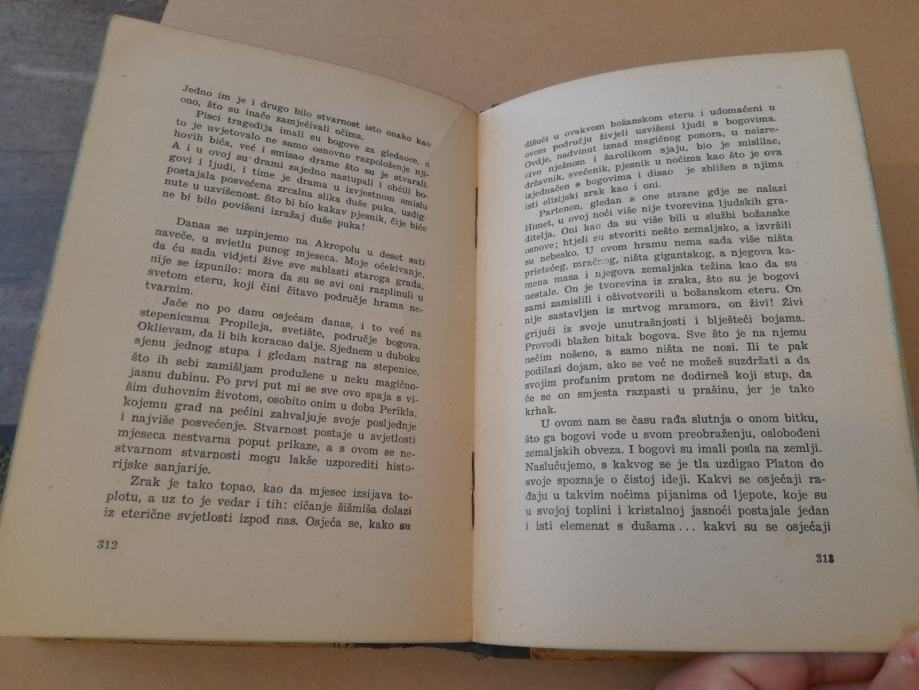 Jedno im je i drugo bilo stvarnost isto onako kao
ono, što su inače zamjećivali očima.
Pisci tragedija imali su bogove za gledaoce, a
to je uvjetovalo ne samo osnovno razpoloženje nji-
hovih bića, već i smisao drame što su je stvarali.
A i u ovoj su drami zajedno nastupali i občili bo-
govi i ljudi, i time je drama u izvjestnom smislu
postajala posvećena zrcalna slika duše puka, uzdig-
nute u uzvišenost. Što bi bio kakav pjesnik, čije biće
ne bi bilo povišeni izražaj duše puka!
Danas se uzpinjemo na Akropolu u deset sati
naveče, u svjetlu punog mjeseca. Moje očekivanje,
da ću sada vidjeti žive sve sablasti staroga grada,
nije se izpunilo: mora da su se svi oni razplinuli u
svetom eteru, koji čini čitavo područje hrama ne-
tvarnim.
Jače no po danu osjećam danas, i to već na
stepenicama Propileja, svetište, područje bogova.
Oklievam, da li bih koracao dalje. Sjednem u duboku
sjenu jednog stupa i gledam natrag na stepenice,
što ih sebi zamišljam produžene u neku magično-
jasnu dubinu. Po prvi put mi se sve ovo spaja s vi-
šim duhovnim životom, osobito onim u doba Perikla,
kojemu grad na pećini zahvaljuje svoje posljednje
i najviše posvećenje. Stvarnost postaje u svjetlosti
mjeseca nestvarna poput prikaze, a s ovom se ne-
stvarnom stvarnosti mogu lakše uzporediti histo-
rijske sanjarije.
Zrak je tako topao, kao da mjesec izsijava to-
plotu, a uz to je vedar i tih: cičanje šišmiša dolazi
iz eterične svjetlosti izpod nas. Osjeća se, kako su
312
dišući u ovakvom božanskom eteru i udomaćeni u
ovom području živjeli uzvišeni ljudi s bogovima.
Ovdje, nadvinut iznad magičnog ponora, u neizre-
civo nježnom i šarolikom sjaju, bio je mislilac,
državnik, svećenik, pjesnik u noćima kao što je ova
izjednačen s bogovima i disao je zbližen s njima
isti elizijski zrak kao i oni.
Partenon, gledan s one strane gdje se nalazi
Himet, u ovoj noći više nije tvorevina ljudskih gra-
ditelja. Oni kao da su više bili u službi božanske
osnove; htjeli su stvoriti nešto zemaljsko, a izvršili
su nebesko. U ovom hramu nema sada više ništa
prietećeg, mračnog, ništa gigantskog, a njegova ka-
mena masa i njegova zemaljska težina kao da su
nestale. On je tvorevina iz zraka, što su je bogovi
sami zamislili i oživotvorili u božanskom eteru. On
nije sastavljen iz mrtvog mramora, on živi! Živi
grijući iz svoje unutrašnjosti i blješteći bojama.
Provodi blažen bitak bogova. Sve što je na njemu
nečim nošeno, a samo ništa ne nosi. Ili te pak
podilazi dojam, ako se već ne možeš suzdržati a da
svojim profanim prstom ne dodirneš koji stup, da
će se on smjesta razpasti u prašinu, jer je tako
krhak.
U ovom nam se času rađa slutnja o onom bitku,
što ga bogovi vode u svom preobraženju, oslobođeni
zemaljskih obveza. I bogovi su imali posla na zemlji.
Naslućujemo, s kakvog se je tla uzdigao Platon do
svoje spoznaje o čistoj ideji. Kakvi se osjećaji ra-
đaju u takvim noćima pijanima od ljepote, koje su
u svojoj toplini i kristalnoj jasnoći postajale jedan
i isti elemenat s dušama... kakvi su se osjećaji
313